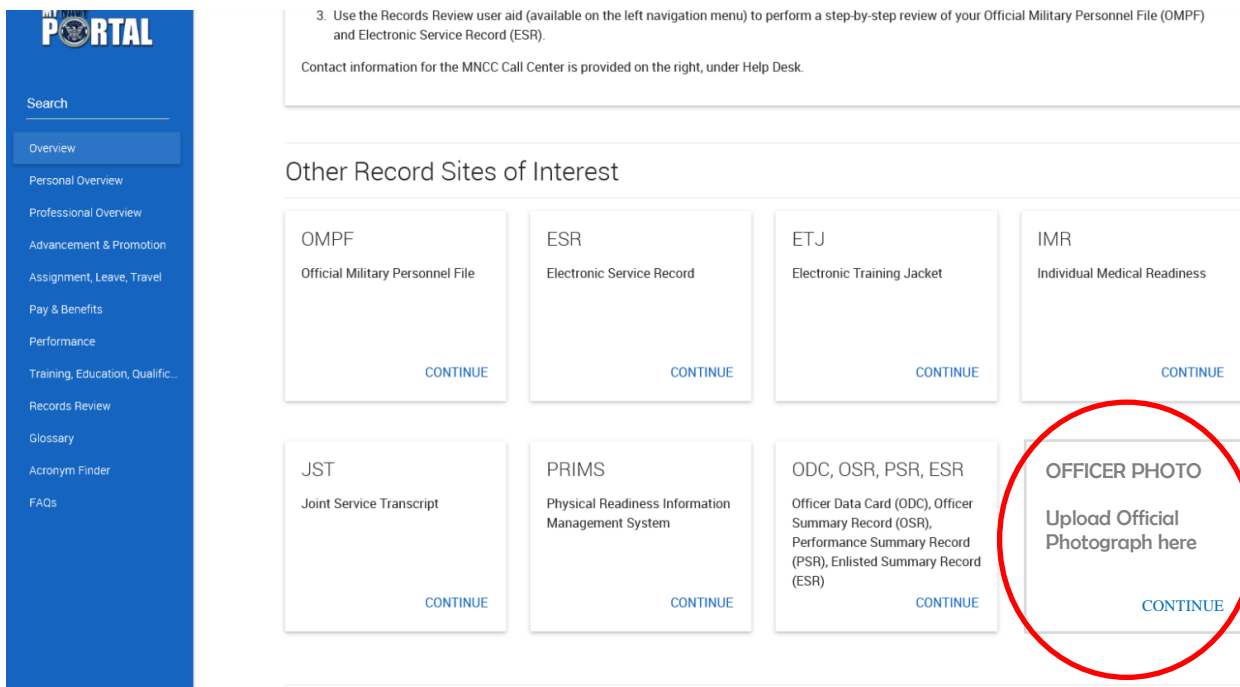 MY NAVY
PORTAL
Search
Overview
Personal Overview
Professional Overview
Advancement & Promotion
Assignment, Leave, Travel
Pay & Benefits
Performance
Training, Education, Qualific...
Records Review
Glossary
Acronym Finder
FAQs
3. Use the Records Review user aid (available on the left navigation menu) to perform a step-by-step review of your Official Military Personnel File (OMPF)
and Electronic Service Record (ESR).
Contact information for the MNCC Call Center is provided on the right, under Help Desk.
Other Record Sites of Interest
OMPF
Official Military Personnel File
CONTINUE
ESR
Electronic Service Record
CONTINUE
ETJ
Electronic Training Jacket
CONTINUE
IMR
Individual Medical Readiness
CONTINUE
JST
Joint Service Transcript
CONTINUE
PRIMS
Physical Readiness Information
Management System
CONTINUE
ODC, OSR, PSR, ESR
Officer Data Card (ODC), Officer
Summary Record (OSR),
Performance Summary Record
(PSR), Enlisted Summary Record
(ESR)
CONTINUE
OFFICER PHOTO
Upload Official
Photograph here
CONTINUE